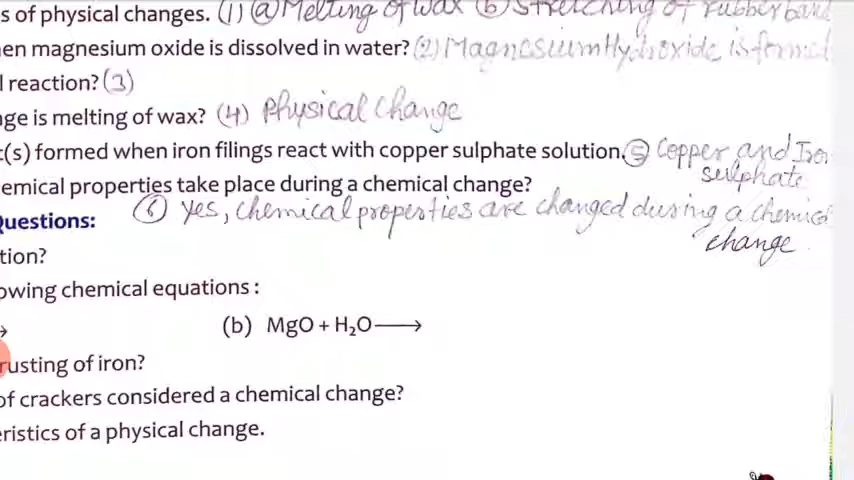 s of physical changes. (1) (a) Melting of wax (b) Stretching of rubber band
en magnesium oxide is dissolved in water? (2) Magnesium Hydroxide is formed
l reaction? (3)
nge is melting of wax? (4) Physical Change
t(s) formed when iron filings react with copper sulphate solution. (5) Copper and Iron
sulphate
emical properties take place during a chemical change?
Questions: (6) Yes, Chemical properties are changed during a chemical
change.
tion?
owing chemical equations :
→ (b) MgO + H₂O ⟶
rusting of iron?
of crackers considered a chemical change?
eristics of a physical change.